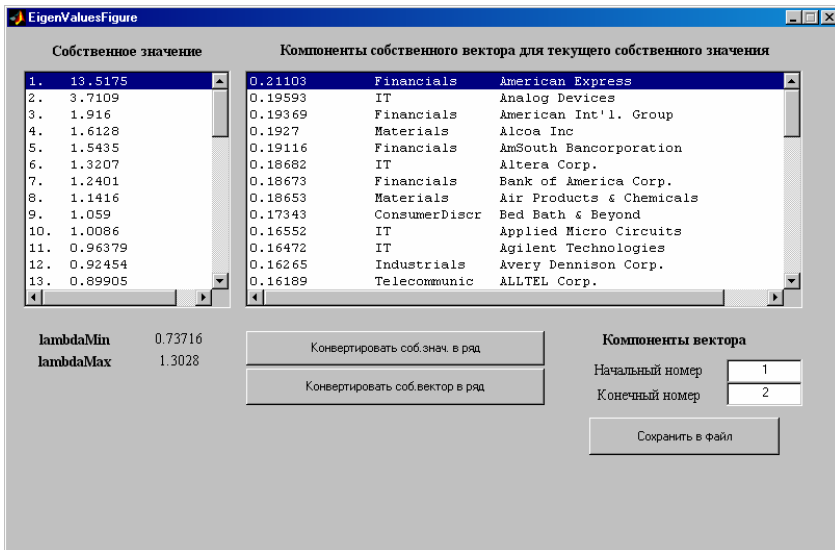 EigenValuesFigure
Собственное значение
Компоненты собственного вектора для текущего собственного значения
1. 13.5175
2. 3.7109
3. 1.916
4. 1.6128
5. 1.5435
6. 1.3207
7. 1.2401
8. 1.1416
9. 1.059
10. 1.0086
11. 0.96379
12. 0.92454
13. 0.89905
0.21103 Financials American Express
0.19593 IT Analog Devices
0.19369 Financials American Int'l. Group
0.1927 Materials Alcoa Inc
0.19116 Financials AmSouth Bancorporation
0.18682 IT Altera Corp.
0.18673 Financials Bank of America Corp.
0.18653 Materials Air Products & Chemicals
0.17343 ConsumerDiscr Bed Bath & Beyond
0.16552 IT Applied Micro Circuits
0.16472 IT Agilent Technologies
0.16265 Industrials Avery Dennison Corp.
0.16189 Telecommunic ALLTEL Corp.
lambdaMin 0.73716
lambdaMax 1.3028
Конвертировать соб.знач. в ряд
Конвертировать соб.вектор в ряд
Компоненты вектора
Начальный номер 1
Конечный номер 2
Сохранить в файл